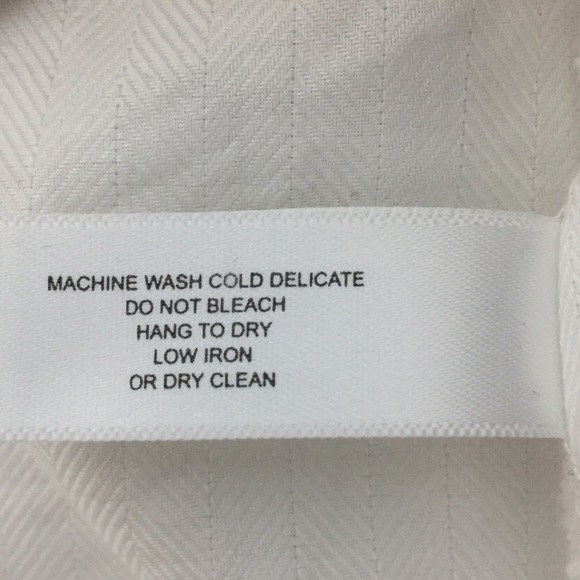 MACHINE WASH COLD DELICATE
DO NOT BLEACH
HANG TO DRY
LOW IRON
OR DRY CLEAN